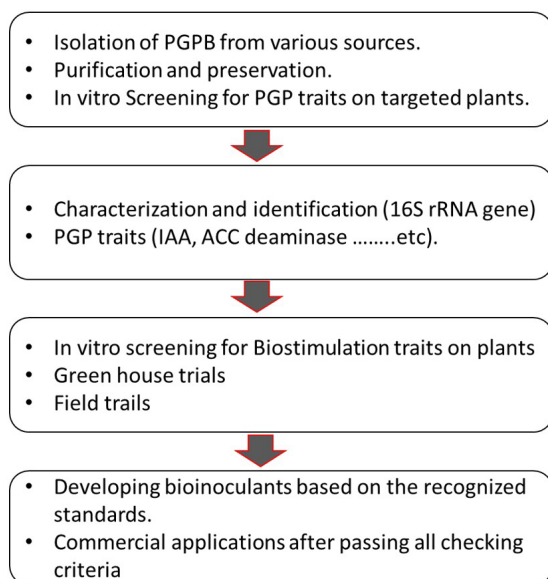 • Isolation of PGPB from various sources.
• Purification and preservation.
• In vitro Screening for PGP traits on targeted plants.
• Characterization and identification (16S rRNA gene)
• PGP traits (IAA, ACC deaminase ........etc).
• In vitro screening for Biostimulation traits on plants
• Green house trials
• Field trails
• Developing bioinoculants based on the recognized
standards.
• Commercial applications after passing all checking
criteria